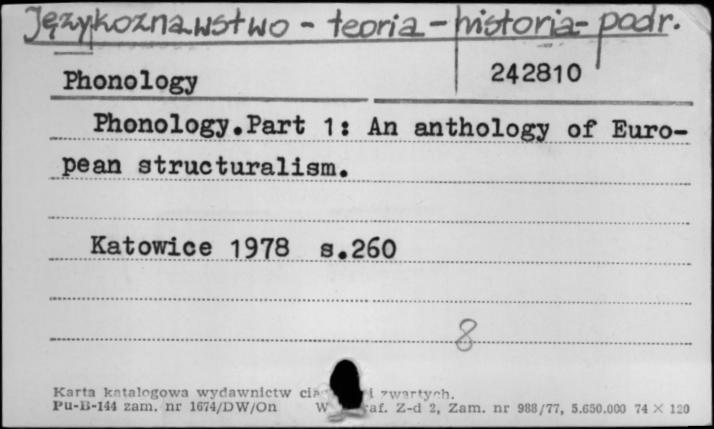 Językoznawstwo - teoria - historia - podr.
Phonology
242810
Phonology.Part 1: An anthology of Euro-
pean structuralism.
Katowice 1978 s.260
8
Karta katalogowa wydawnictw zwartych.
Pu-B-144 zam. nr 1674/DW/On W Z-d 2, Zam. nr 988/77, 5.650.000 74 × 120